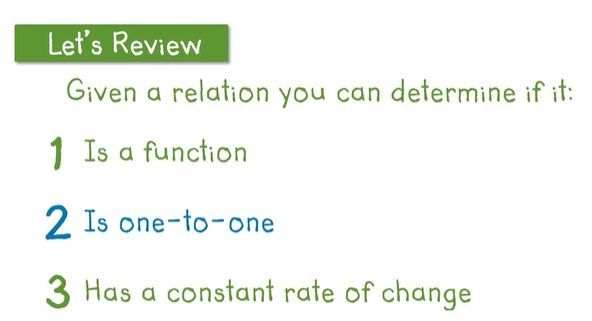 Let's Review
Given a relation you can determine if it:
1 Is a function
2 Is one-to-one
3 Has a constant rate of change